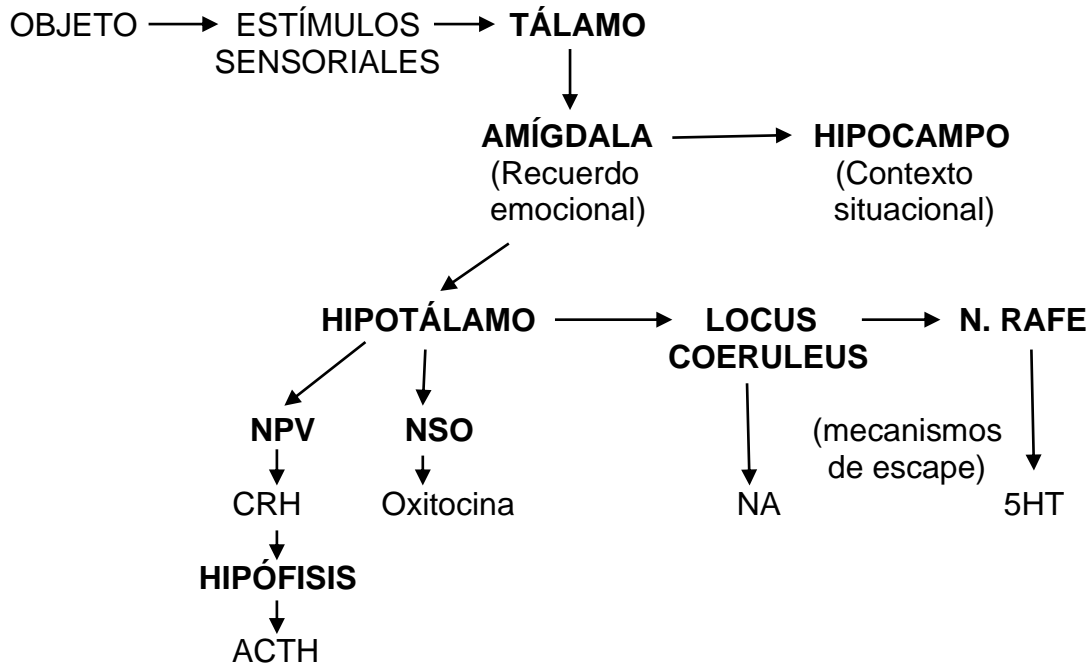 OBJETO ESTÍMULOS TÁLAMO
SENSORIALES
AMÍGDALA HIPOCAMPO
(Recuerdo (Contexto
emocional) situacional)
HIPOTÁLAMO LOCUS N. RAFE
COERULEUS
NPV NSO (mecanismos
de escape)
CRH Oxitocina NA 5HT
HIPÓFISIS
ACTH